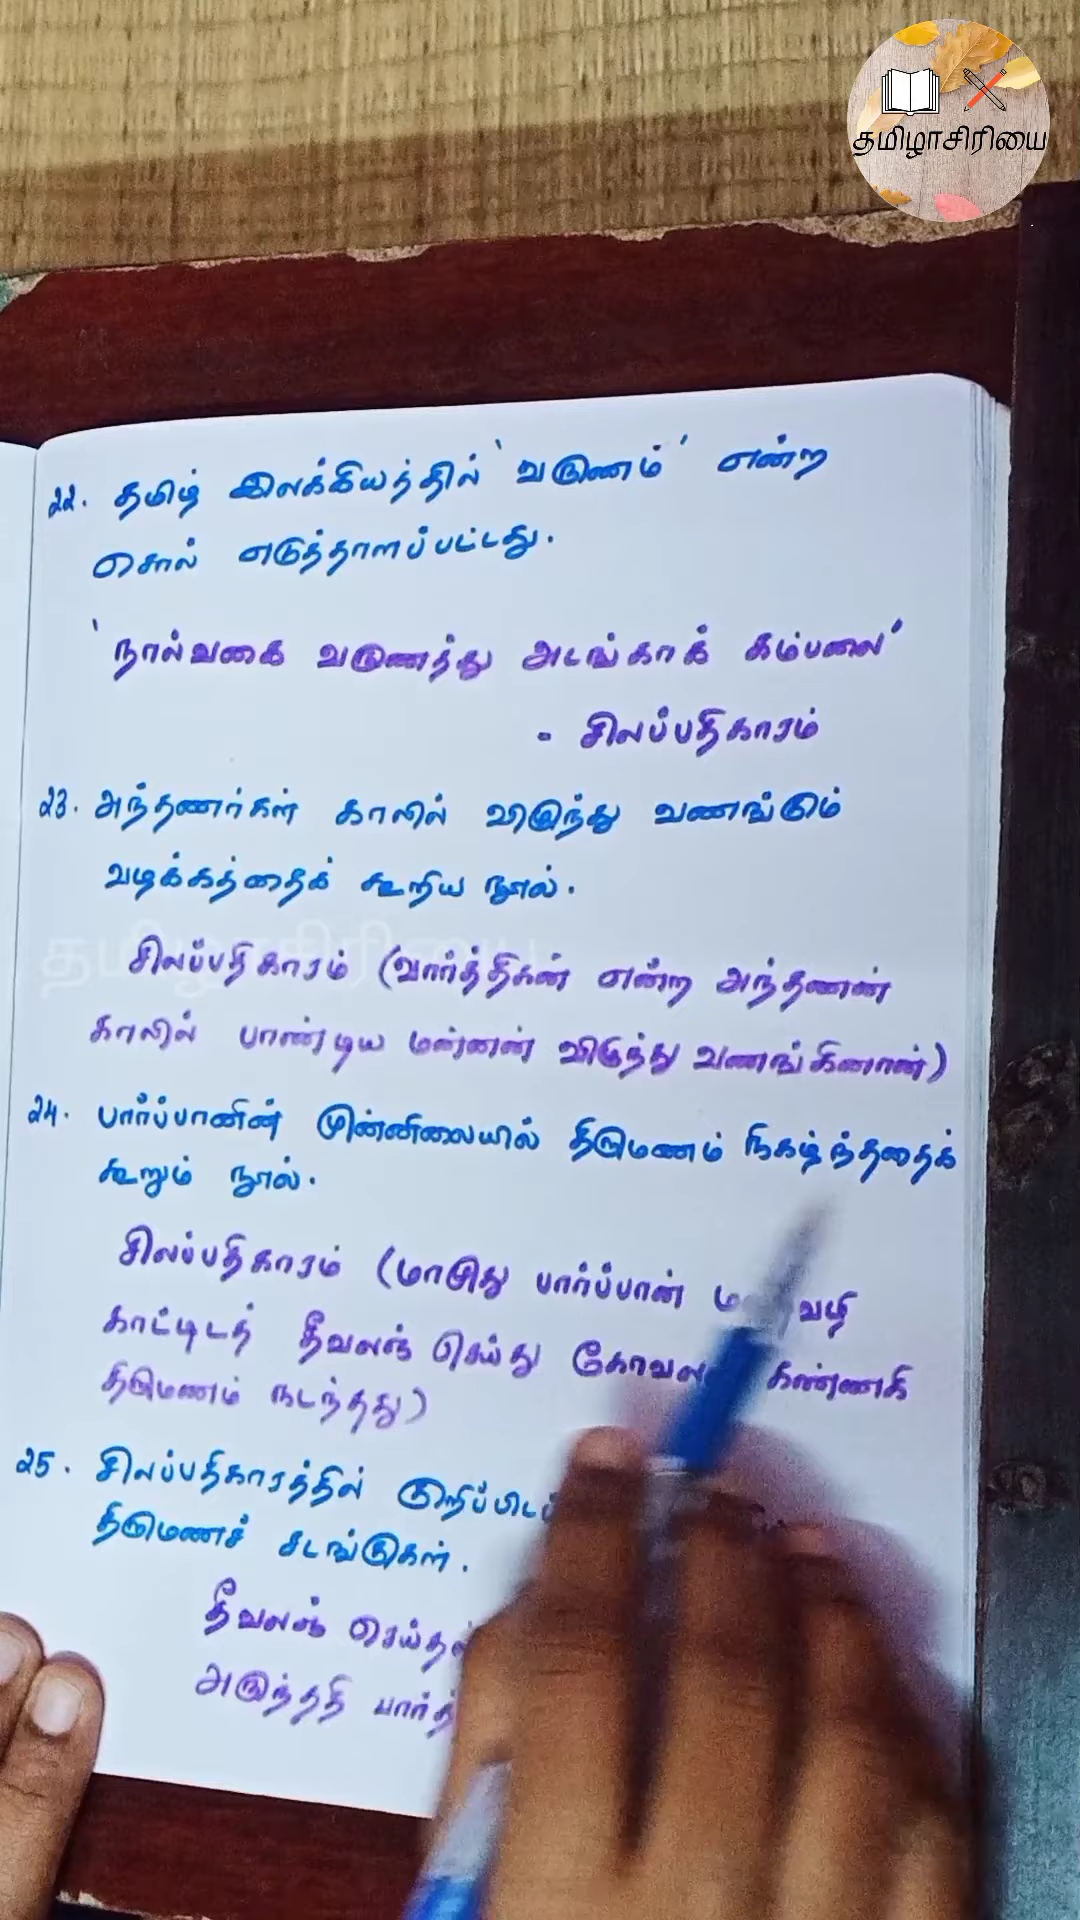 தமிழாசிரியை
22. தமிழ் இலக்கியத்தில் 'வருணம்' என்ற
சொல் எடுத்தாளப்பட்டது.
'நால்வகை வருணத்து அடங்காக் கம்பலை'
- சிலப்பதிகாரம்
23. அந்தணர்கள் காலில் விழுந்து வணங்கும்
வழக்கத்தைக் கூறிய நூல்.
தமிழாசிரியை
சிலப்பதிகாரம் (வார்த்திகன் என்ற அந்தணன்
காலில் பாண்டிய மன்னன் விழுந்து வணங்கினான்)
24. பார்ப்பானின் முன்னிலையில் திருமணம் நிகழ்ந்ததைக்
கூறும் நூல்.
சிலப்பதிகாரம் (மாமுது பார்ப்பான்
காட்டிடத் தீவலஞ் செய்து கண்ணகி
திருமணம் நடந்தது)
25. சிலப்பதிகாரத்தில்
திருமணச் சடங்குகள்.
தீவலஞ்
அருந்ததி